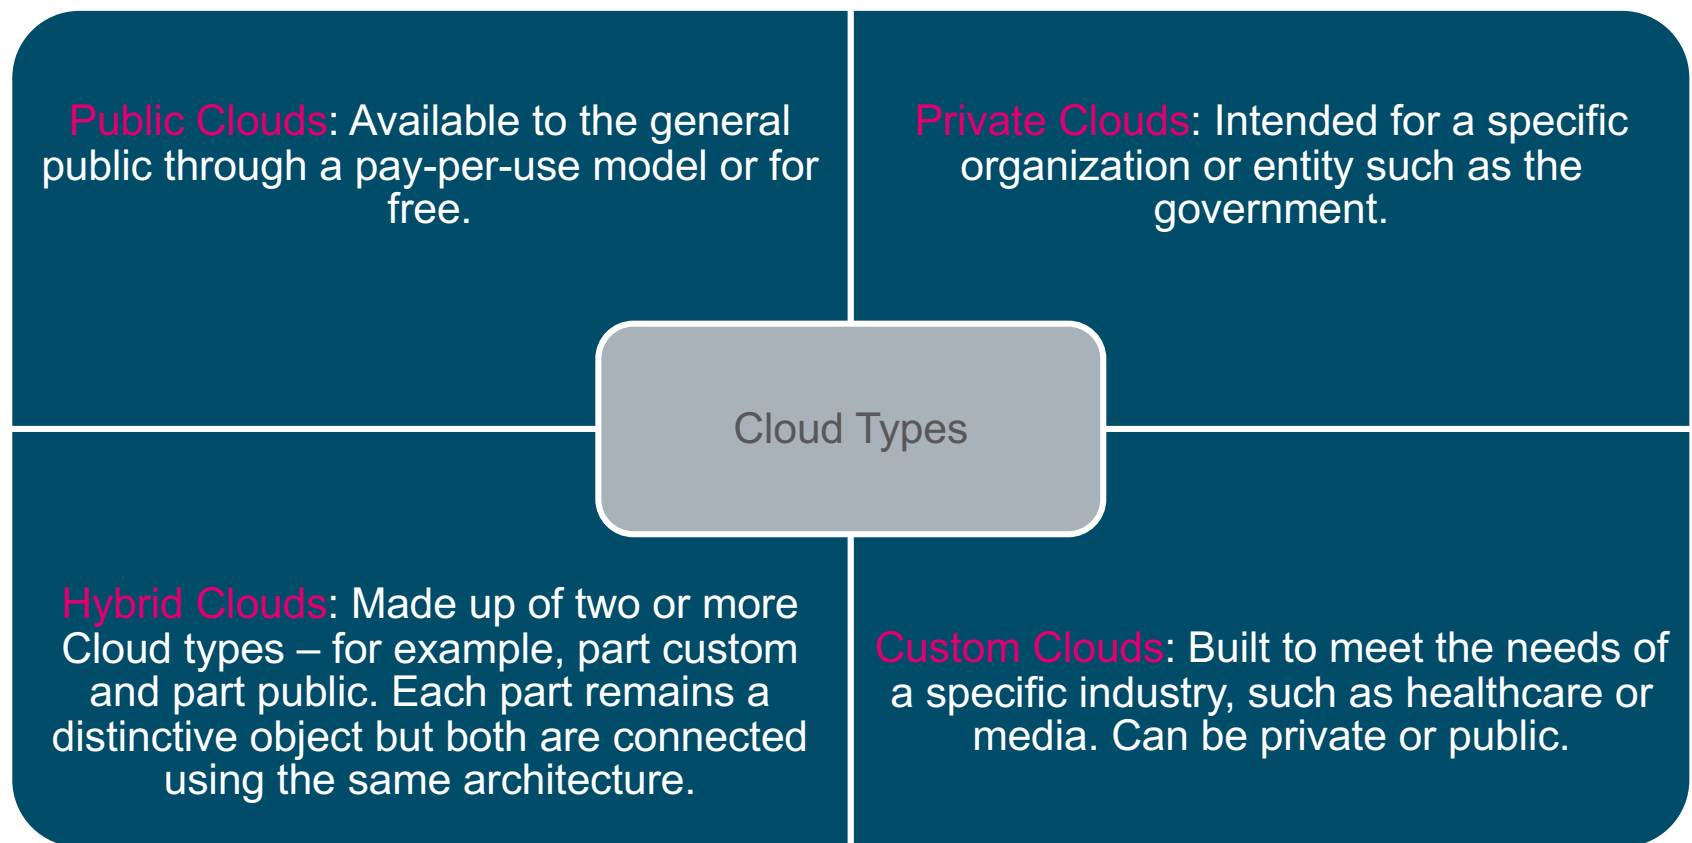 Public Clouds: Available to the general
public through a pay-per-use model or for
free.
Private Clouds: Intended for a specific
organization or entity such as the
government.
Cloud Types
Hybrid Clouds: Made up of two or more
Cloud types – for example, part custom
and part public. Each part remains a
distinctive object but both are connected
using the same architecture.
Custom Clouds: Built to meet the needs of
a specific industry, such as healthcare or
media. Can be private or public.